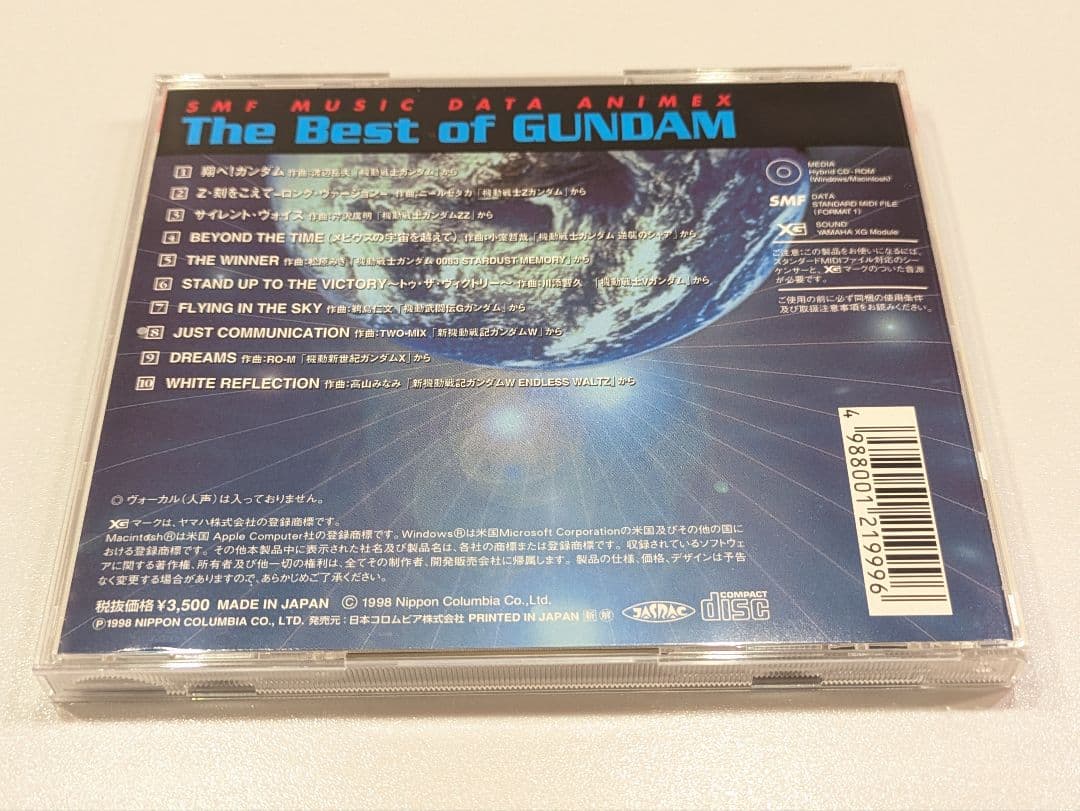 SMF MUSIC DATA ANIMEX
The Best of GUNDAM
1 翔べ!ガンダム 作曲:渡辺岳夫「機動戦士ガンダム」から
2 Z・刻をこえて-ロング・ヴァージョン- 作曲:ニール・セダカ「機動戦士Zガンダム」から
3 サイレント・ヴォイス 作曲:芹沢廣明「機動戦士ガンダムZZ」から
4 BEYOND THE TIME(メビウスの宇宙を越えて) 作曲:小室哲哉「機動戦士ガンダム 逆襲のシャア」から
5 THE WINNER 作曲:松原みき「機動戦士ガンダム 0083 STARDUST MEMORY」から
6 STAND UP TO THE VICTORY~トゥ・ザ・ヴィクトリー~ 作曲:川添智久 「機動戦士Vガンダム」から
7 FLYING IN THE SKY 作曲:鵜島仁文「機動武闘伝Gガンダム」から
8 JUST COMMUNICATION 作曲:TWO-MIX「新機動戦記ガンダムW」から
9 DREAMS 作曲:RO-M「機動新世紀ガンダムX」から
10 WHITE REFLECTION 作曲:高山みなみ「新機動戦記ガンダムW ENDLESS WALTZ」から
MEDIA
Hybrid CD-ROM
(Windows/Macintosh)
SMF DATA
STANDARD MIDI FILE
(FORMAT 1)
XG SOUND
YAMAHA XG Module
ご注意:この製品をお使いになるには、
スタンダードMIDIファイル対応のシ
ーケンサーと、XGマークのついた音源
が必要です。
ご使用の前に必ず同梱の使用条件
及び取扱注意事項をお読みください。
4 988001 219996
◎ ヴォーカル(人声)は入っておりません。
XGマークは、ヤマハ株式会社の登録商標です。
Macintosh®は米国 Apple Computer社の登録商標です。Windows®は米国Microsoft Corporationの米国及びその他の国に
おける登録商標です。その他本製品中に表示された社名及び製品名は、各社の商標または登録商標です。収録されているソフトウェ
アに関する著作権、所有者及び他一切の権利は、全てその制作者、開発販売会社に帰属します。製品の仕様、価格、デザインは予告
なく変更する場合がありますので、あらかじめご了承ください。
税抜価格¥3,500 MADE IN JAPAN © 1998 Nippon Columbia Co.,Ltd.
℗1998 NIPPON COLUMBIA CO., LTD. 発売元:日本コロムビア株式会社 PRINTED IN JAPAN 新 解
JASRAC
COMPACT
disc